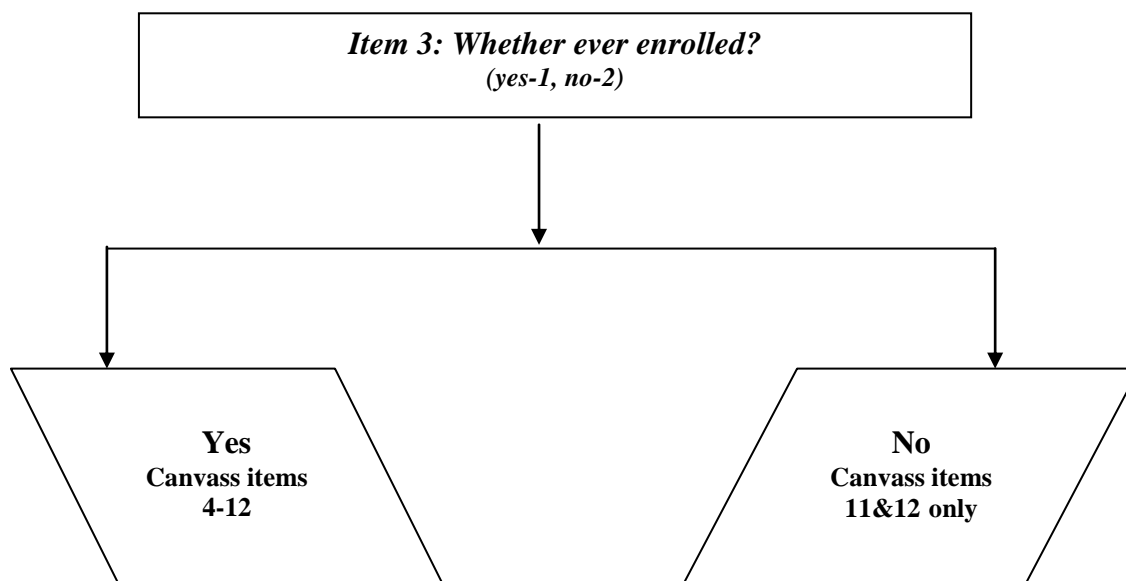 Item 3: Whether ever enrolled?
(yes-1, no-2)
Yes
Canvass items
4-12
No
Canvass items
11&12 only